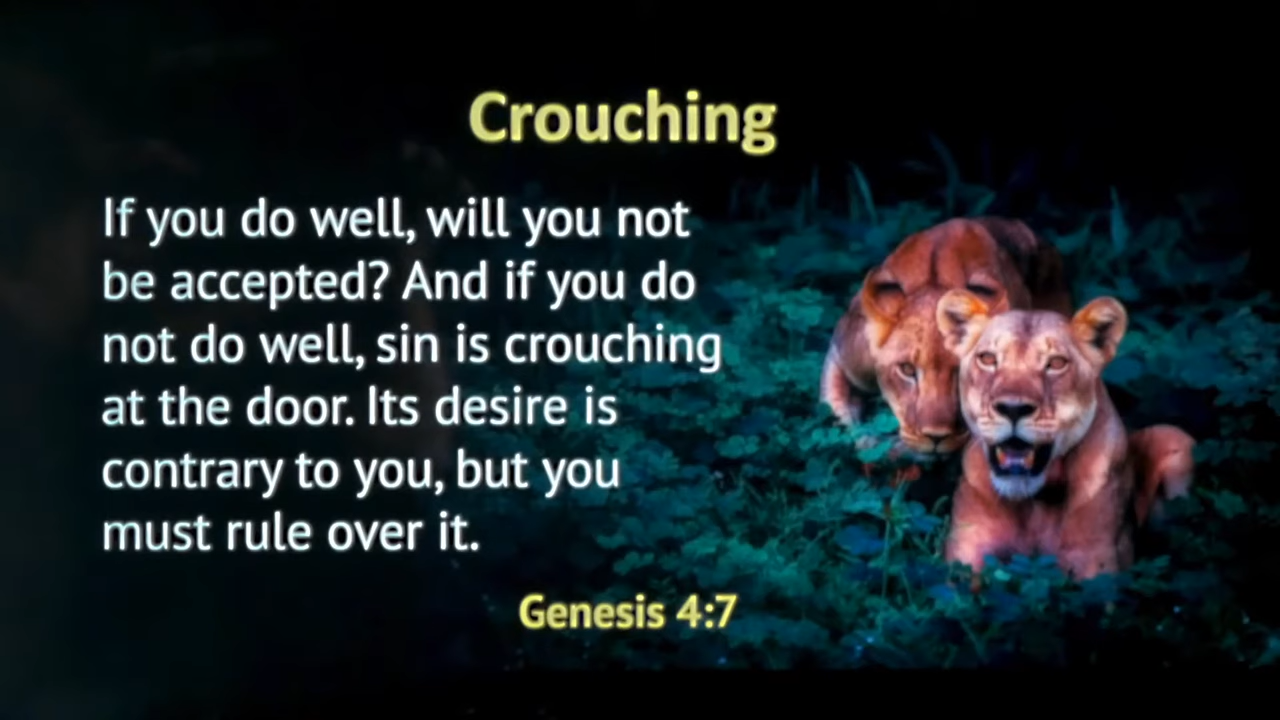 Crouching
If you do well, will you not
be accepted? And if you do
not do well, sin is crouching
at the door. Its desire is
contrary to you, but you
must rule over it.
Genesis 4:7